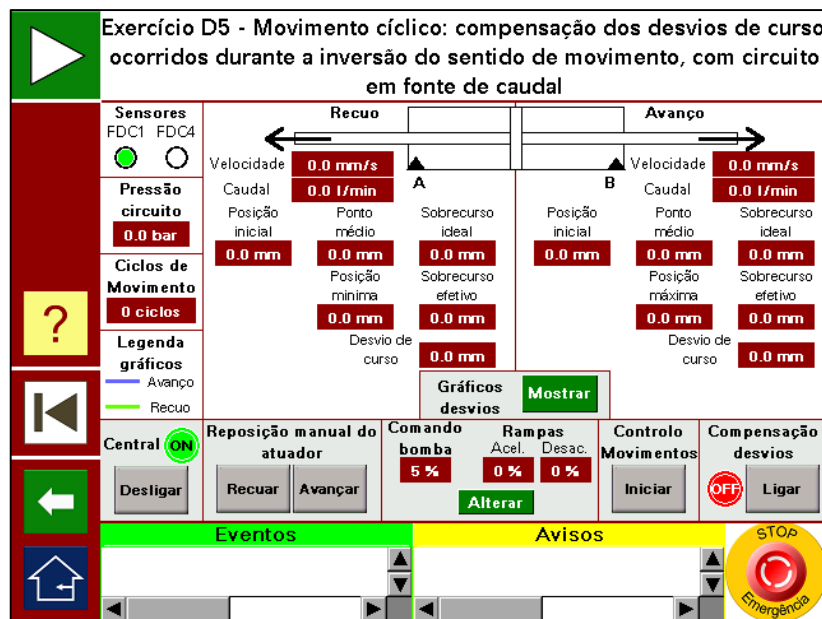 Exercício D5 - Movimento cíclico: compensação dos desvios de curso
ocorridos durante a inversão do sentido de movimento, com circuito
em fonte de caudal
Sensores
FDC1 FDC4
Pressão
circuito
0.0 bar
Ciclos de
Movimento
0 ciclos
Legenda
gráficos
Avanço
Recuo
?
Recuo
Velocidade 0.0 mm/s
Caudal 0.0 l/min
A
Posição inicial 0.0 mm
Ponto médio 0.0 mm
Sobrecurso ideal 0.0 mm
Posição minima 0.0 mm
Sobrecurso efetivo 0.0 mm
Desvio de curso 0.0 mm
Avanço
B
Velocidade 0.0 mm/s
Caudal 0.0 l/min
Posição inicial 0.0 mm
Ponto médio 0.0 mm
Sobrecurso ideal 0.0 mm
Posição máxima 0.0 mm
Sobrecurso efetivo 0.0 mm
Desvio de curso 0.0 mm
Gráficos
desvios
Mostrar
Central ON
Desligar
Reposição manual do
atuador
Recuar Avançar
Comando
bomba
5 %
Rampas
Acel. Desac.
0 % 0 %
Alterar
Controlo
Movimentos
Iniciar
Compensação
desvios
OFF Ligar
Eventos
Avisos
STOP
Emergência